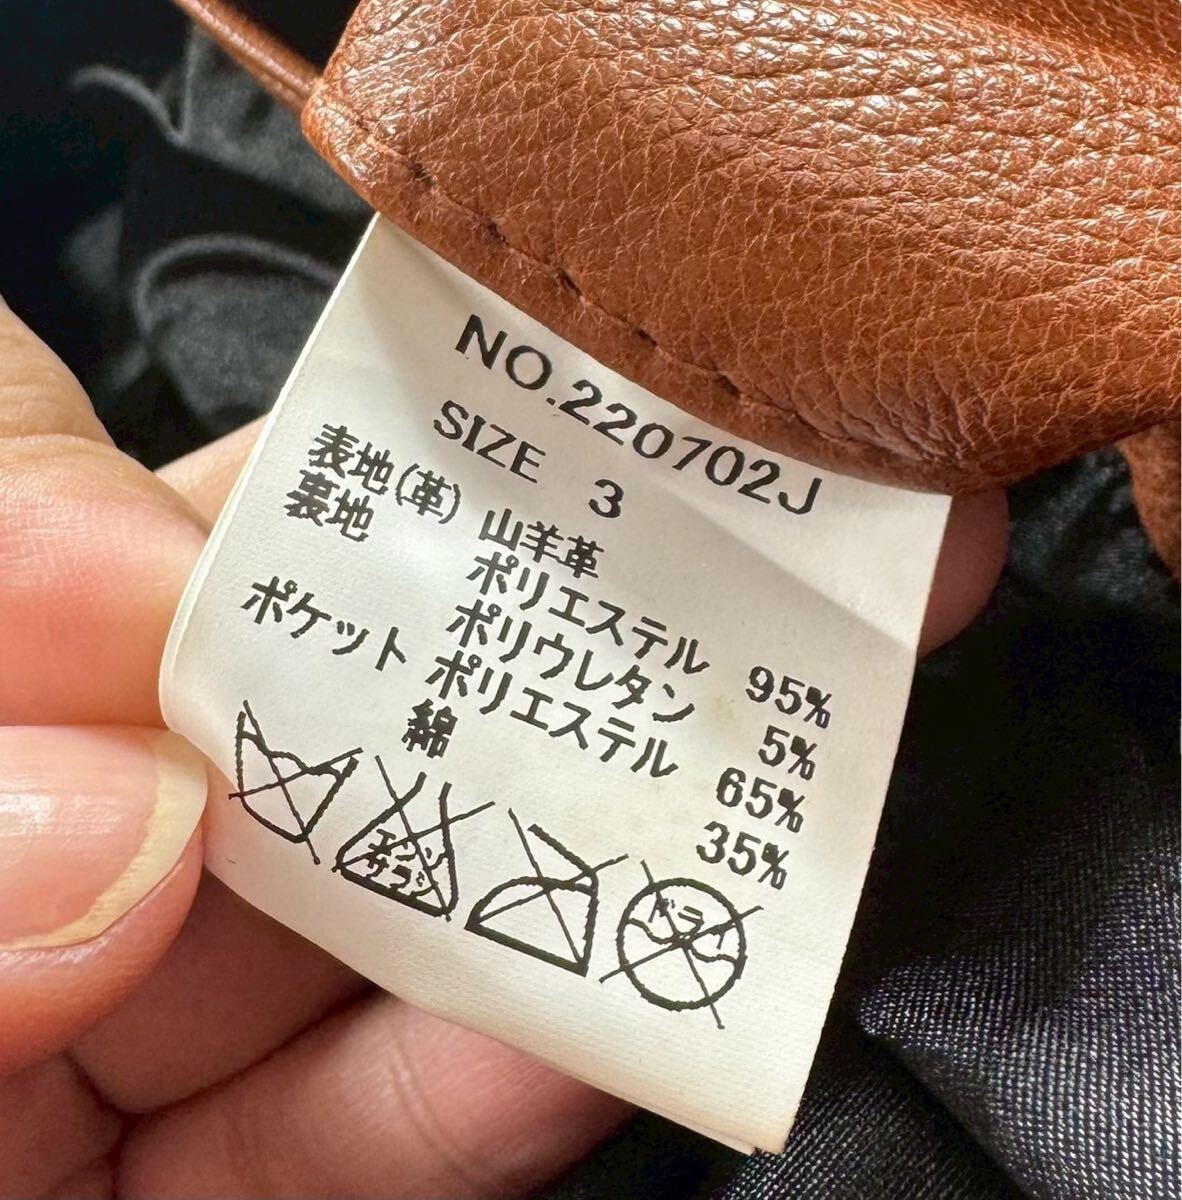 NO.220702J
SIZE 3
表地(革) 山羊革
裏地 ポリエステル 95%
ポリウレタン 5%
ポケット ポリエステル 65%
綿 35%
エンソ
サラシ
ドライ